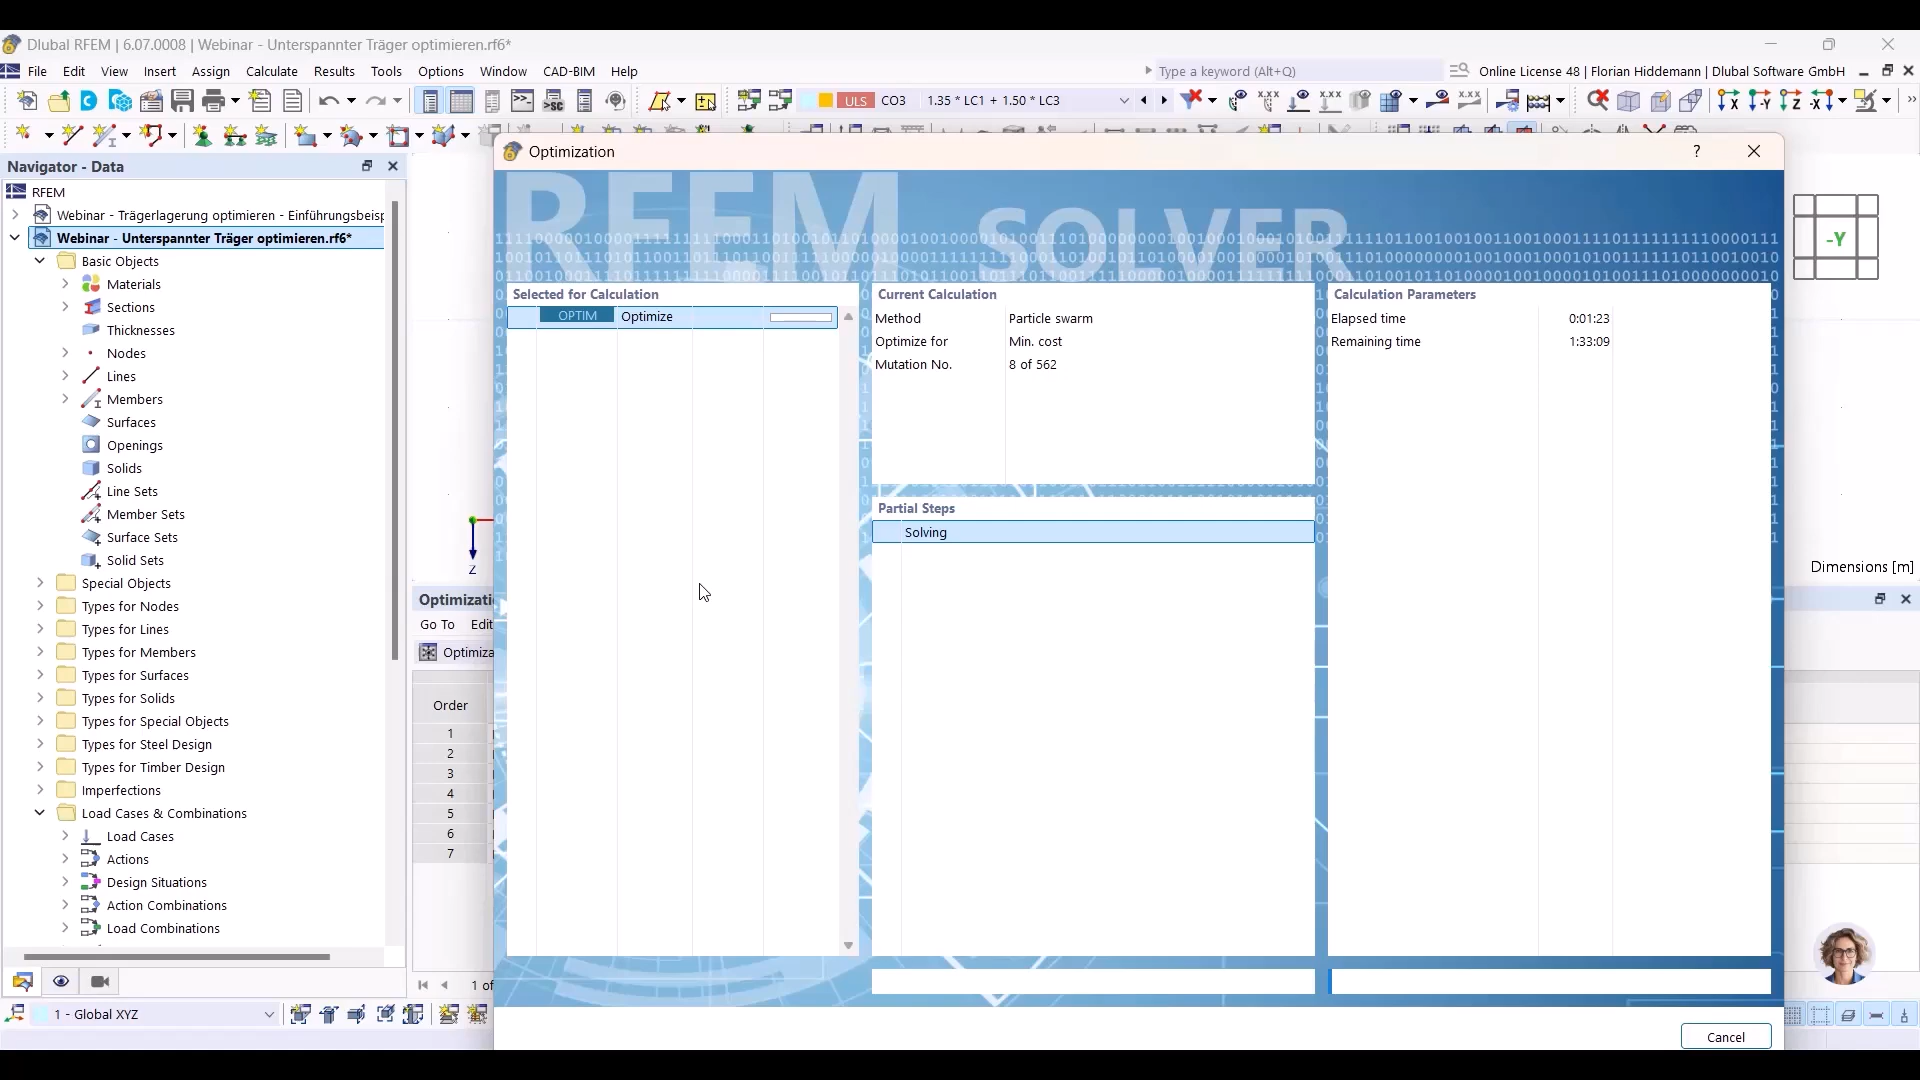 Dlubal RFEM | 6.07.0008 | Webinar - Unterspannter Träger optimieren.rf6*
File Edit View Insert Assign Calculate Results Tools Options Window CAD-BIM Help
Type a keyword (Alt+Q)
Online License 48 | Florian Hiddemann | Dlubal Software GmbH
ULS CO3 1.35 * LC1 + 1.50 * LC3
Navigator - Data
RFEM
Webinar - Trägerlagerung optimieren - Einführungsbeisp
Webinar - Unterspannter Träger optimieren.rf6*
Basic Objects
Materials
Sections
Thicknesses
Nodes
Lines
Members
Surfaces
Openings
Solids
Line Sets
Member Sets
Surface Sets
Solid Sets
Special Objects
Types for Nodes
Types for Lines
Types for Members
Types for Surfaces
Types for Solids
Types for Special Objects
Types for Steel Design
Types for Timber Design
Imperfections
Load Cases & Combinations
Load Cases
Actions
Design Situations
Action Combinations
Load Combinations
1 - Global XYZ
Optimization
?
RFEM SOLVER
Selected for Calculation
OPTIM Optimize
Current Calculation
Method Particle swarm
Optimize for Min. cost
Mutation No. 8 of 562
Partial Steps
Solving
Calculation Parameters
Elapsed time 0:01:23
Remaining time 1:33:09
Cancel
Z
Optimizati
Go To Edit
Optimiza
Order
1
2
3
4
5
6
7
1 of
-Y
Dimensions [m]